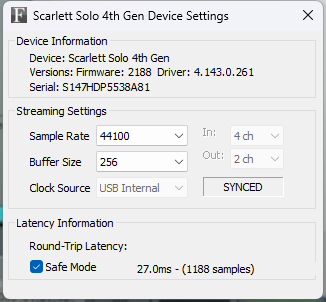 F Scarlett Solo 4th Gen Device Settings
Device Information
Device: Scarlett Solo 4th Gen
Versions: Firmware: 2188 Driver: 4.143.0.261
Serial: S147HDP5538A81
Streaming Settings
Sample Rate 44100 In: 4 ch
Buffer Size 256 Out: 2 ch
Clock Source USB Internal SYNCED
Latency Information
Round-Trip Latency:
Safe Mode 27.0ms - (1188 samples)